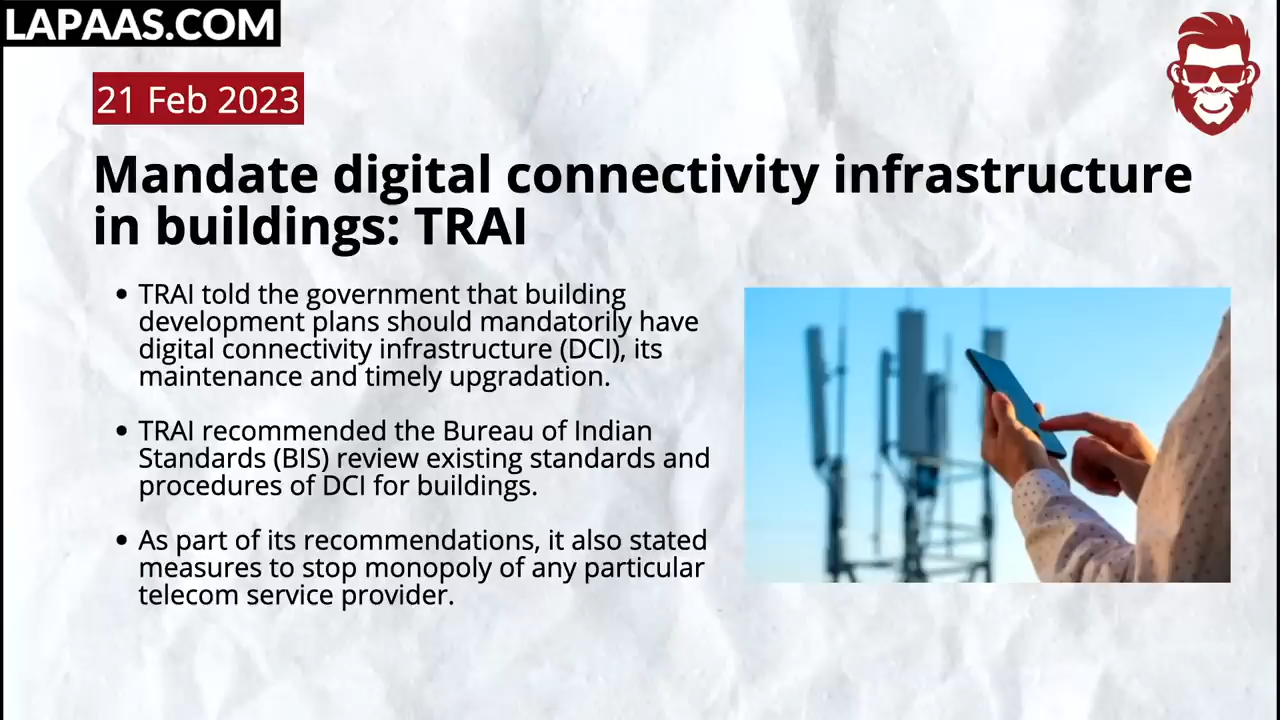 LAPAAS.COM
21 Feb 2023
Mandate digital connectivity infrastructure
in buildings: TRAI
• TRAI told the government that building
development plans should mandatorily have
digital connectivity infrastructure (DCI), its
maintenance and timely upgradation.
• TRAI recommended the Bureau of Indian
Standards (BIS) review existing standards and
procedures of DCI for buildings.
• As part of its recommendations, it also stated
measures to stop monopoly of any particular
telecom service provider.